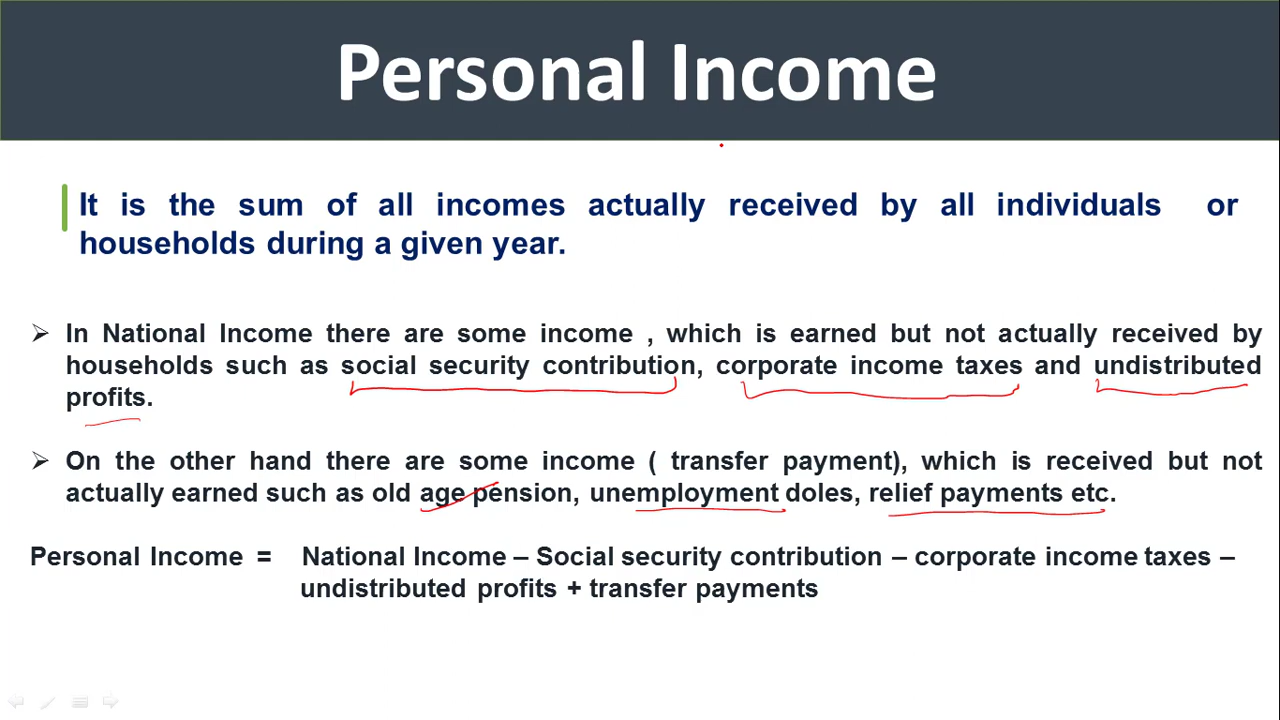 Personal Income
It is the sum of all incomes actually received by all individuals or
households during a given year.
➢ In National Income there are some income , which is earned but not actually received by
households such as social security contribution, corporate income taxes and undistributed
profits.
➢ On the other hand there are some income ( transfer payment), which is received but not
actually earned such as old age pension, unemployment doles, relief payments etc.
Personal Income = National Income – Social security contribution – corporate income taxes –
undistributed profits + transfer payments